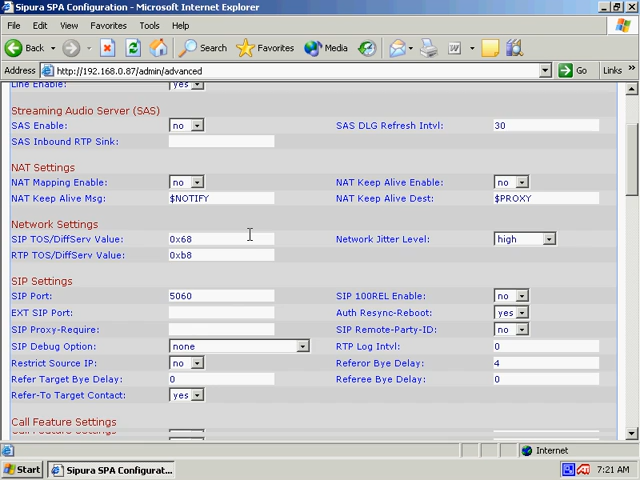 Sipura SPA Configuration - Microsoft Internet Explorer
File Edit View Favorites Tools Help
Back Search Favorites Media
Address http://192.168.0.87/admin/advanced Go Links »
Line Enable: yes
Streaming Audio Server (SAS)
SAS Enable: no SAS DLG Refresh Intvl: 30
SAS Inbound RTP Sink:
NAT Settings
NAT Mapping Enable: no NAT Keep Alive Enable: no
NAT Keep Alive Msg: $NOTIFY NAT Keep Alive Dest: $PROXY
Network Settings
SIP TOS/DiffServ Value: 0x68 Network Jitter Level: high
RTP TOS/DiffServ Value: 0xb8
SIP Settings
SIP Port: 5060 SIP 100REL Enable: no
EXT SIP Port: Auth Resync-Reboot: yes
SIP Proxy-Require: SIP Remote-Party-ID: no
SIP Debug Option: none RTP Log Intvl: 0
Restrict Source IP: no Referor Bye Delay: 4
Refer Target Bye Delay: 0 Referee Bye Delay: 0
Refer-To Target Contact: yes
Call Feature Settings
Internet
Start Sipura SPA Configurat... 7:21 AM